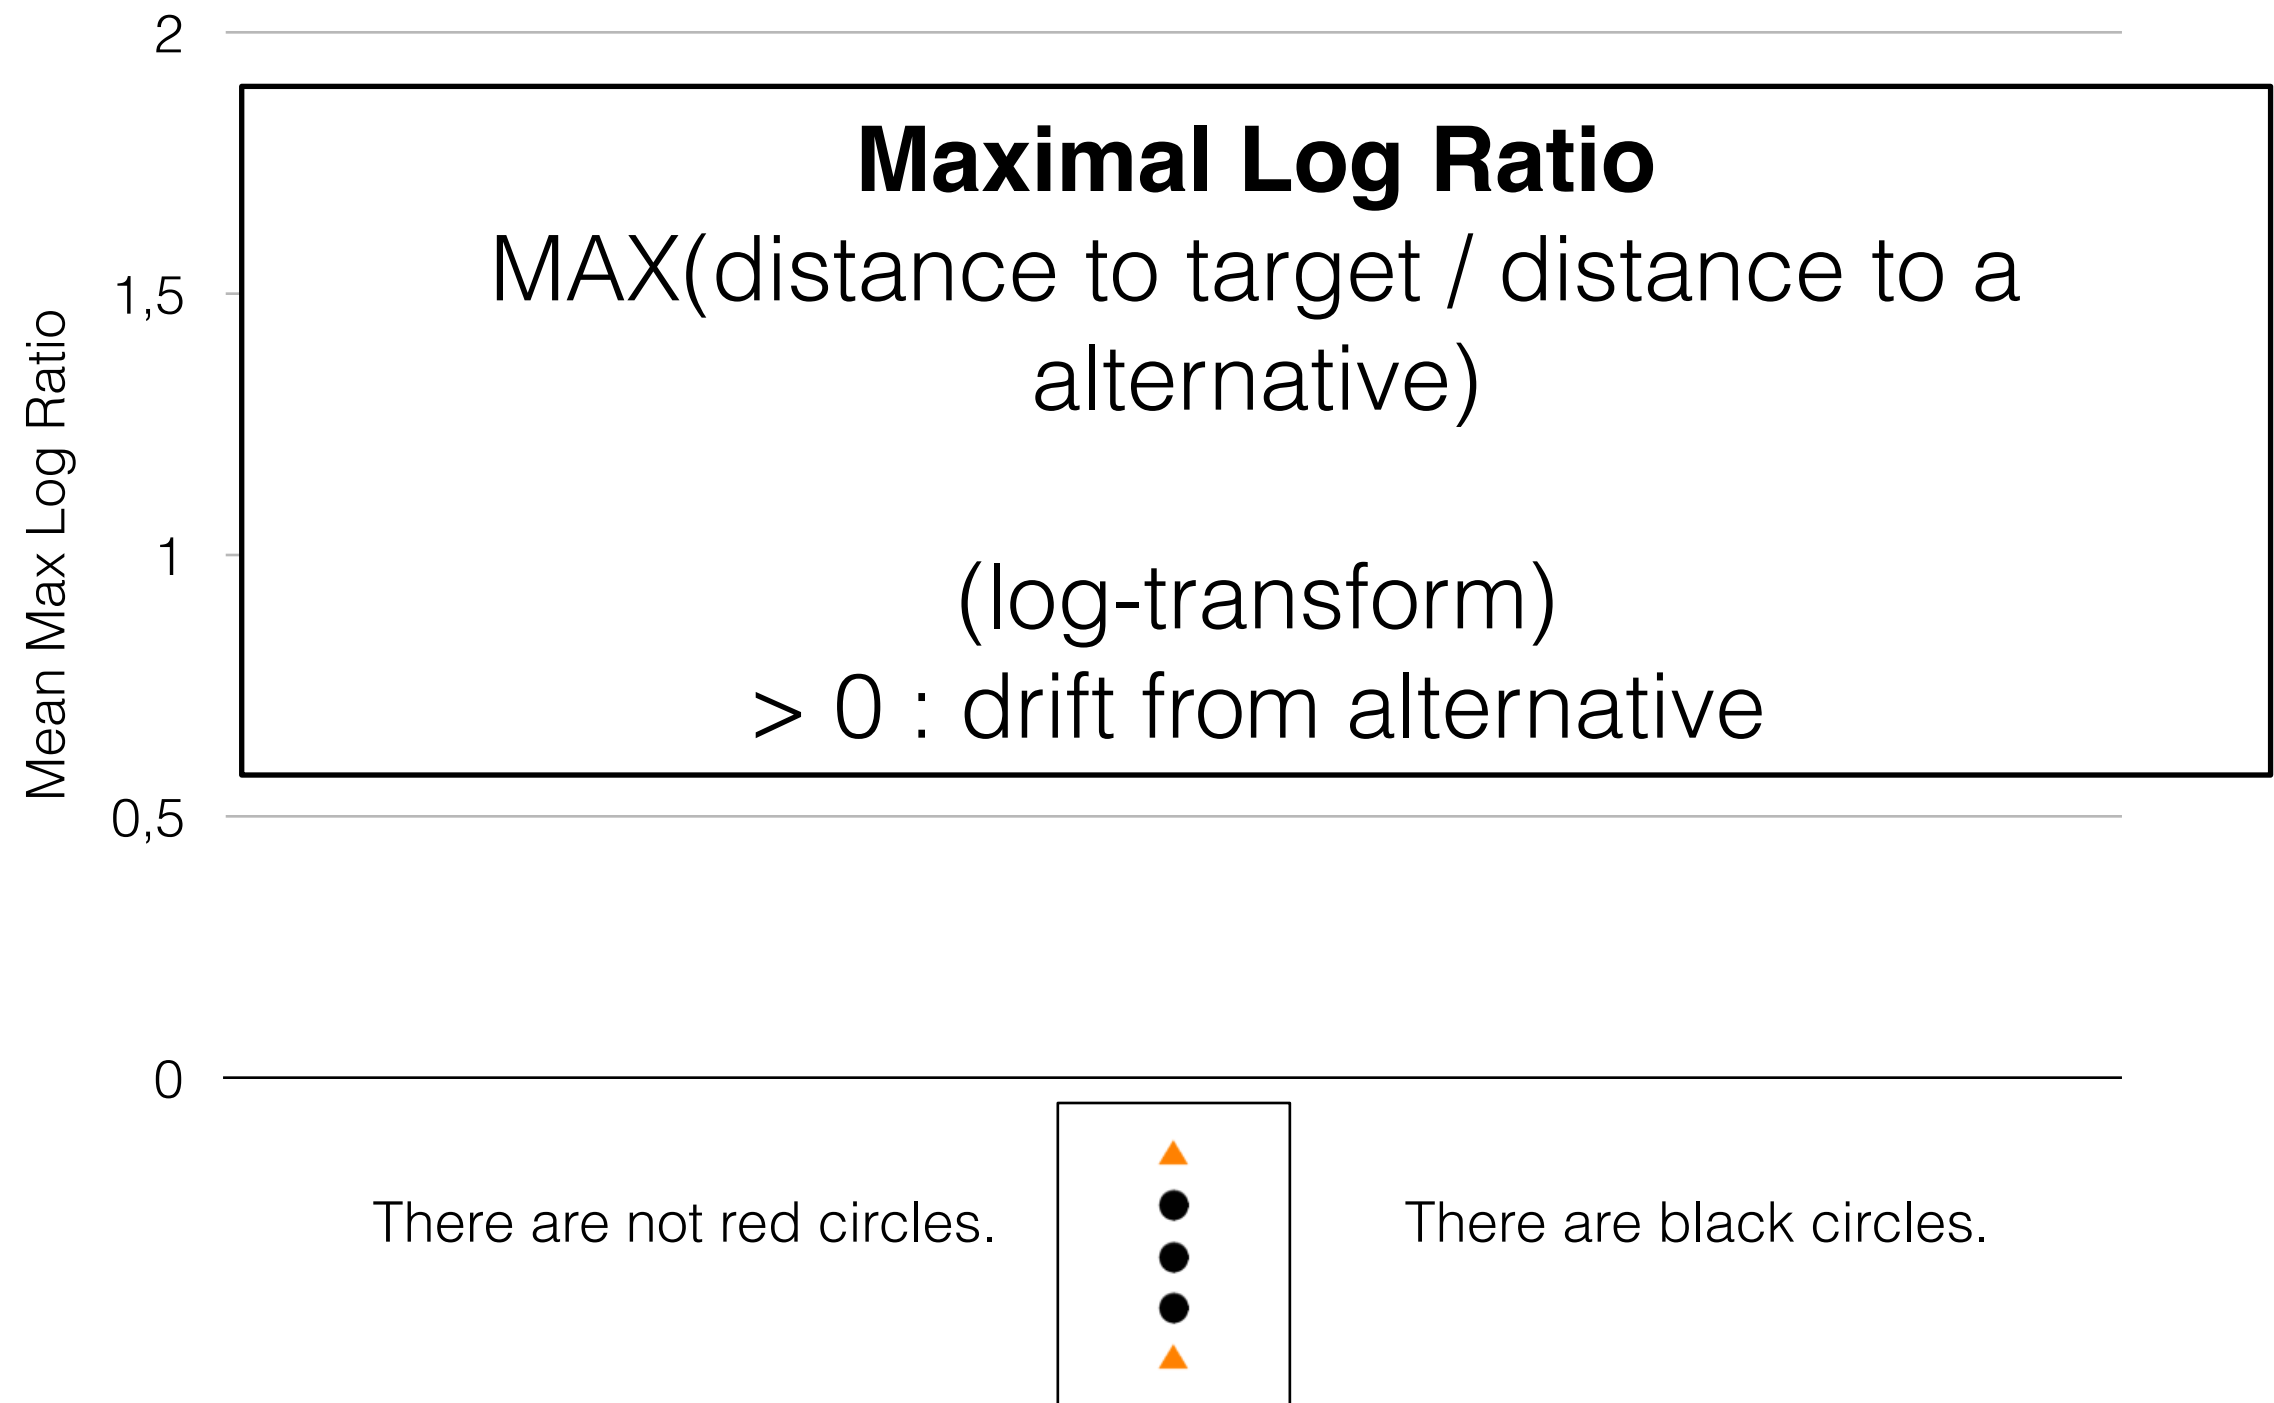 2
Maximal Log Ratio
MAX(distance to target / distance to a
1,5
alternative)
Mean Max Log Ratio
1
(log-transform)
> 0 : drift from alternative
0,5
0
There are not red circles.
There are black circles.